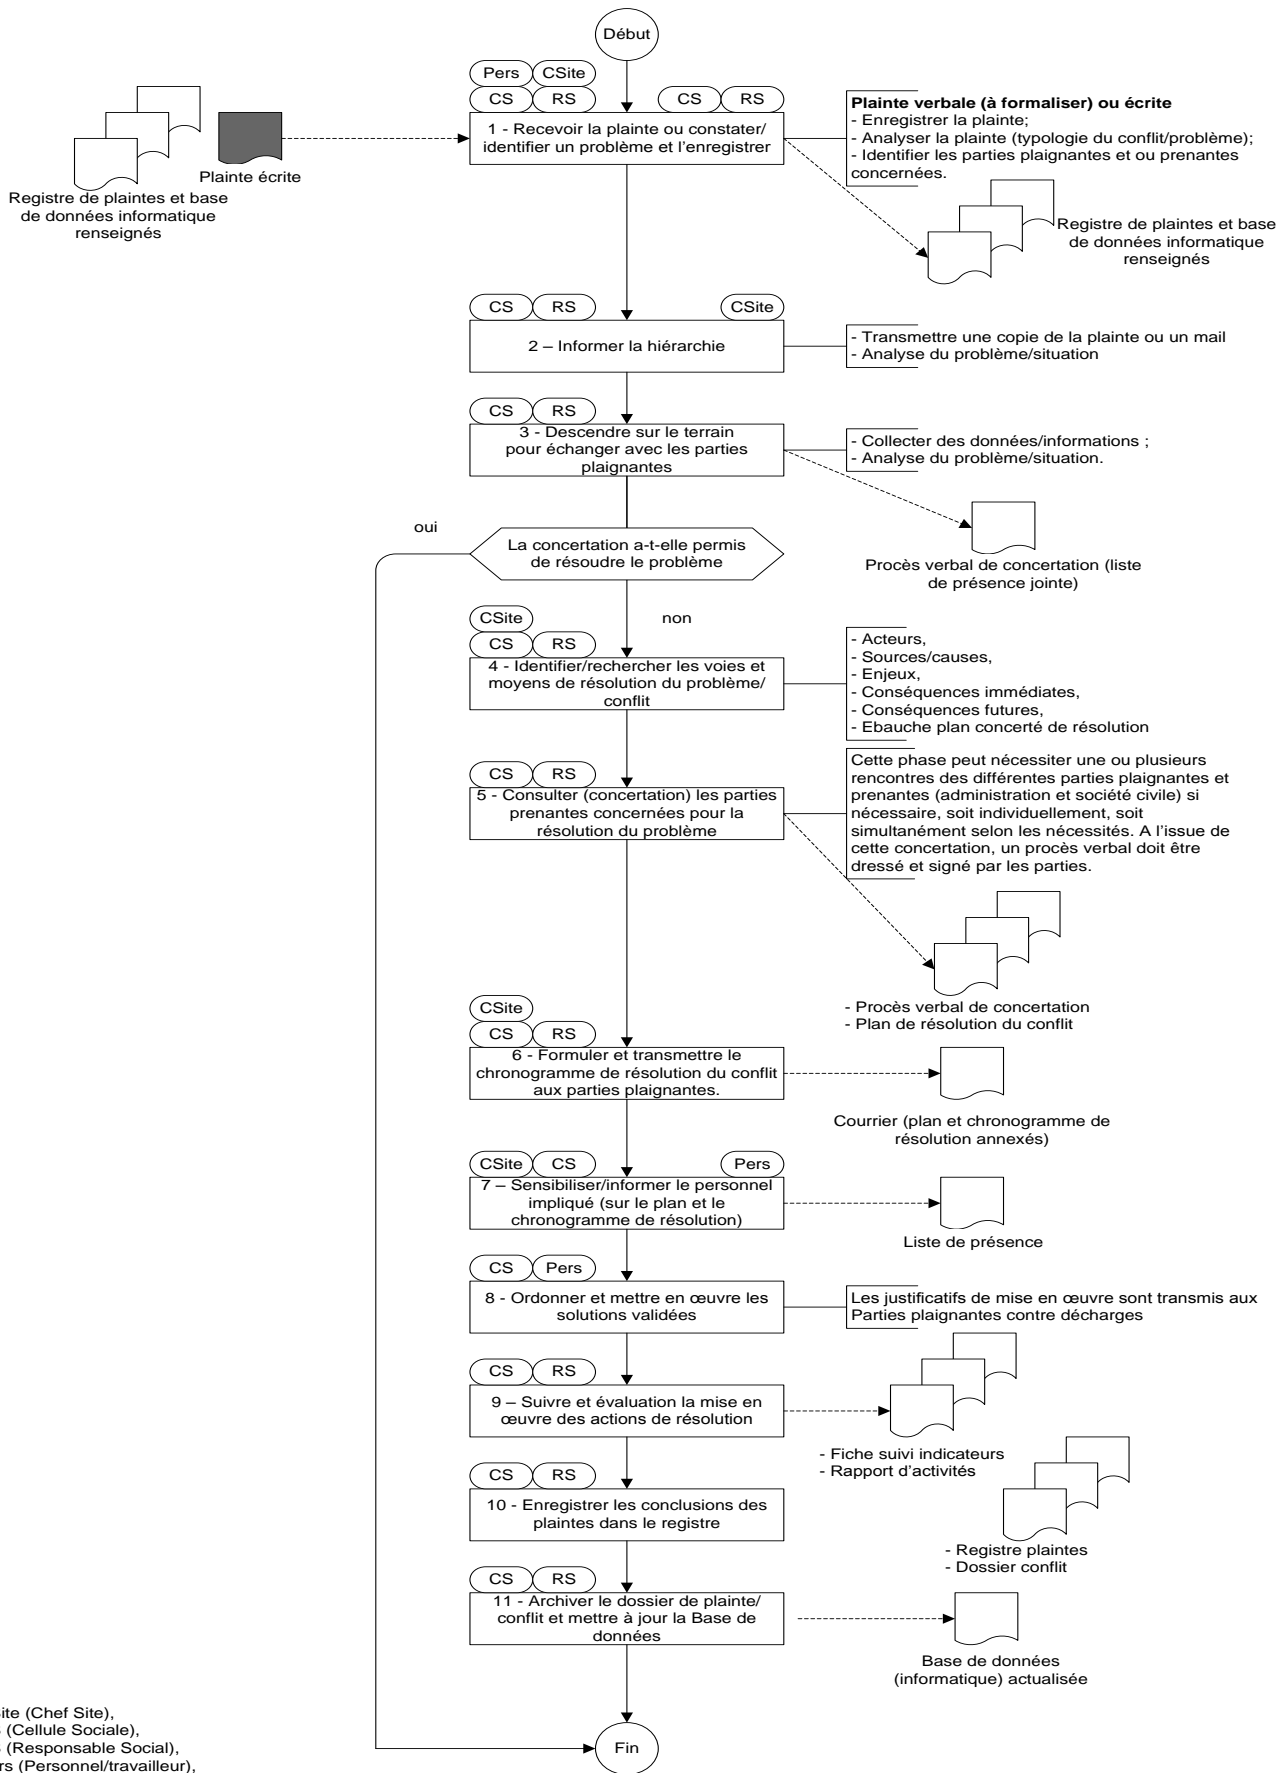 Début
Pers CSite
CS RS
CS RS
1 - Recevoir la plainte ou constater/
identifier un problème et l'enregistrer
Plainte écrite
Registre de plaintes et base
de données informatique
renseignés
Plainte verbale (à formaliser) ou écrite
- Enregistrer la plainte;
- Analyser la plainte (typologie du conflit/problème);
- Identifier les parties plaignantes et ou prenantes
concernées.
Registre de plaintes et base
de données informatique
renseignés
CS RS
CSite
2 – Informer la hiérarchie
- Transmettre une copie de la plainte ou un mail
- Analyse du problème/situation
CS RS
3 - Descendre sur le terrain
pour échanger avec les parties
plaignantes
- Collecter des données/informations ;
- Analyse du problème/situation.
Procès verbal de concertation (liste
de présence jointe)
oui
La concertation a-t-elle permis
de résoudre le problème
non
CSite
CS RS
4 - Identifier/rechercher les voies et
moyens de résolution du problème/
conflit
- Acteurs,
- Sources/causes,
- Enjeux,
- Conséquences immédiates,
- Conséquences futures,
- Ebauche plan concerté de résolution
CS RS
5 - Consulter (concertation) les parties
prenantes concernées pour la
résolution du problème
Cette phase peut nécessiter une ou plusieurs
rencontres des différentes parties plaignantes et
prenantes (administration et société civile) si
nécessaire, soit individuellement, soit
simultanément selon les nécessités. A l'issue de
cette concertation, un procès verbal doit être
dressé et signé par les parties.
- Procès verbal de concertation
- Plan de résolution du conflit
CSite
CS RS
6 - Formuler et transmettre le
chronogramme de résolution du conflit
aux parties plaignantes.
Courrier (plan et chronogramme de
résolution annexés)
CSite CS
Pers
7 – Sensibiliser/informer le personnel
impliqué (sur le plan et le
chronogramme de résolution)
Liste de présence
CS Pers
8 - Ordonner et mettre en œuvre les
solutions validées
Les justificatifs de mise en œuvre sont transmis aux
Parties plaignantes contre décharges
CS RS
9 – Suivre et évaluation la mise en
œuvre des actions de résolution
- Fiche suivi indicateurs
- Rapport d'activités
CS RS
10 - Enregistrer les conclusions des
plaintes dans le registre
- Registre plaintes
- Dossier conflit
CS RS
11 - Archiver le dossier de plainte/
conflit et mettre à jour la Base de
données
Base de données
(informatique) actualisée
Fin
(Chef Site),
(Cellule Sociale),
(Responsable Social),
(Personnel/travailleur),